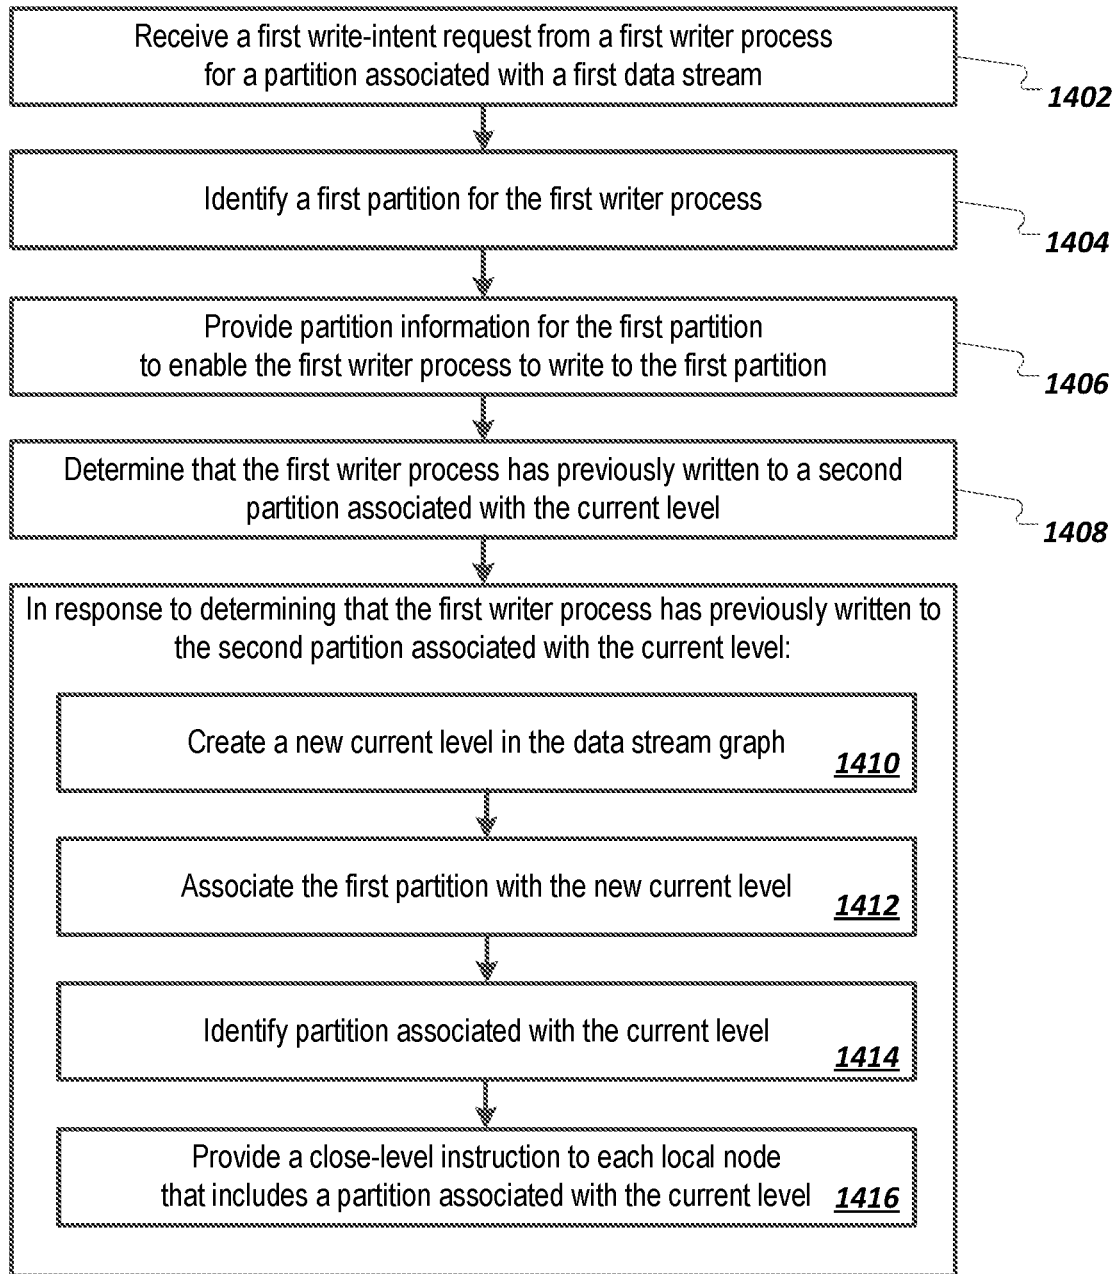 Receive a first write-intent request from a first writer process
for a partition associated with a first data stream
1402
Identify a first partition for the first writer process
1404
Provide partition information for the first partition
to enable the first writer process to write to the first partition
1406
Determine that the first writer process has previously written to a second
partition associated with the current level
1408
In response to determining that the first writer process has previously written to
the second partition associated with the current level:
Create a new current level in the data stream graph
1410
Associate the first partition with the new current level
1412
Identify partition associated with the current level
1414
Provide a close-level instruction to each local node
that includes a partition associated with the current level
1416